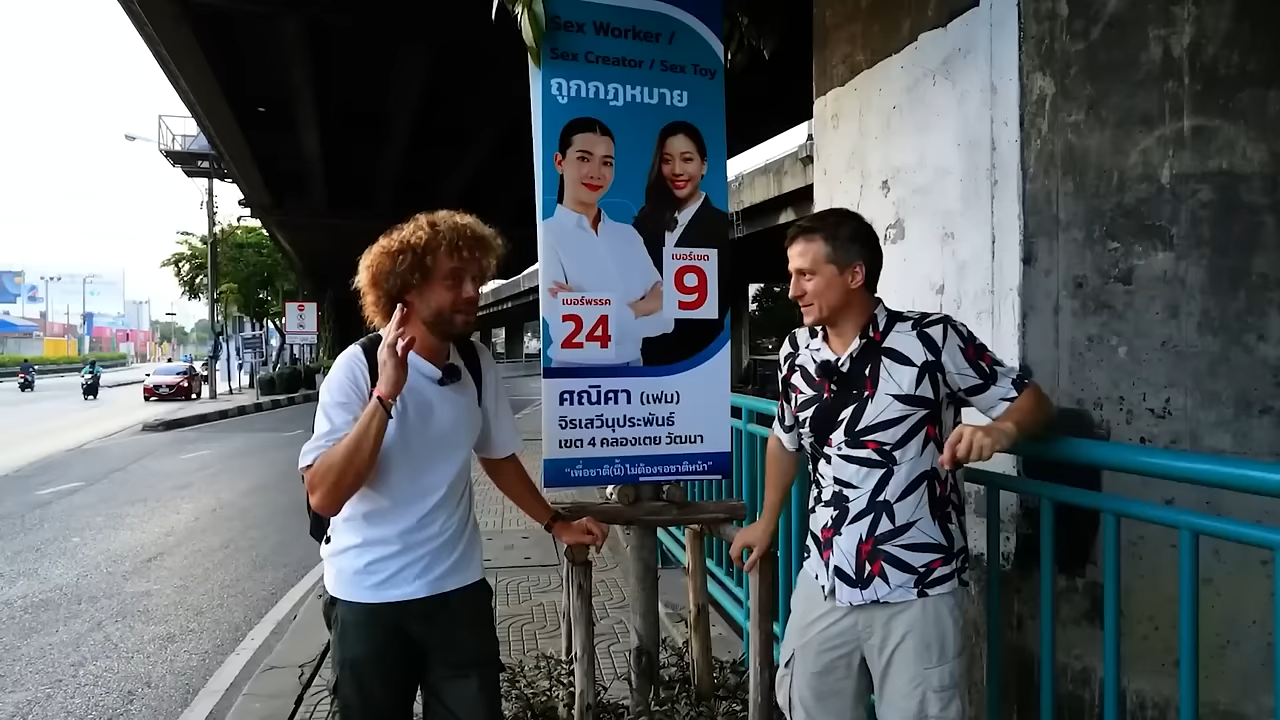 Sex Worker /
Sex Creator / Sex Toy
ถูกกฎหมาย
เบอร์เขต
9
เบอร์พรรค
24
ศณิศา (เฟม)
จิรเสวีนุประพันธ์
เขต 4 คลองเตย วัฒนา
“เพื่อชาติ(นี้) ไม่ต้องรอชาติหน้า”